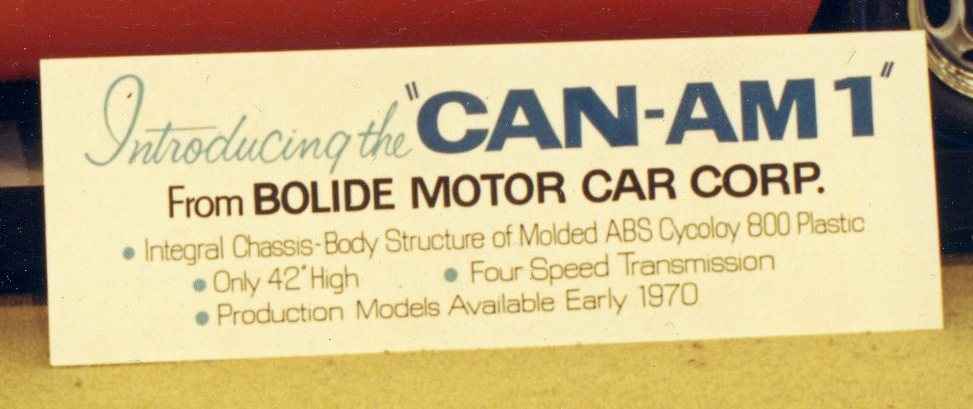 Introducing the "CAN-AM 1"
From BOLIDE MOTOR CAR CORP.
• Integral Chassis-Body Structure of Molded ABS Cycoloy 800 Plastic
• Only 42" High • Four Speed Transmission
• Production Models Available Early 1970